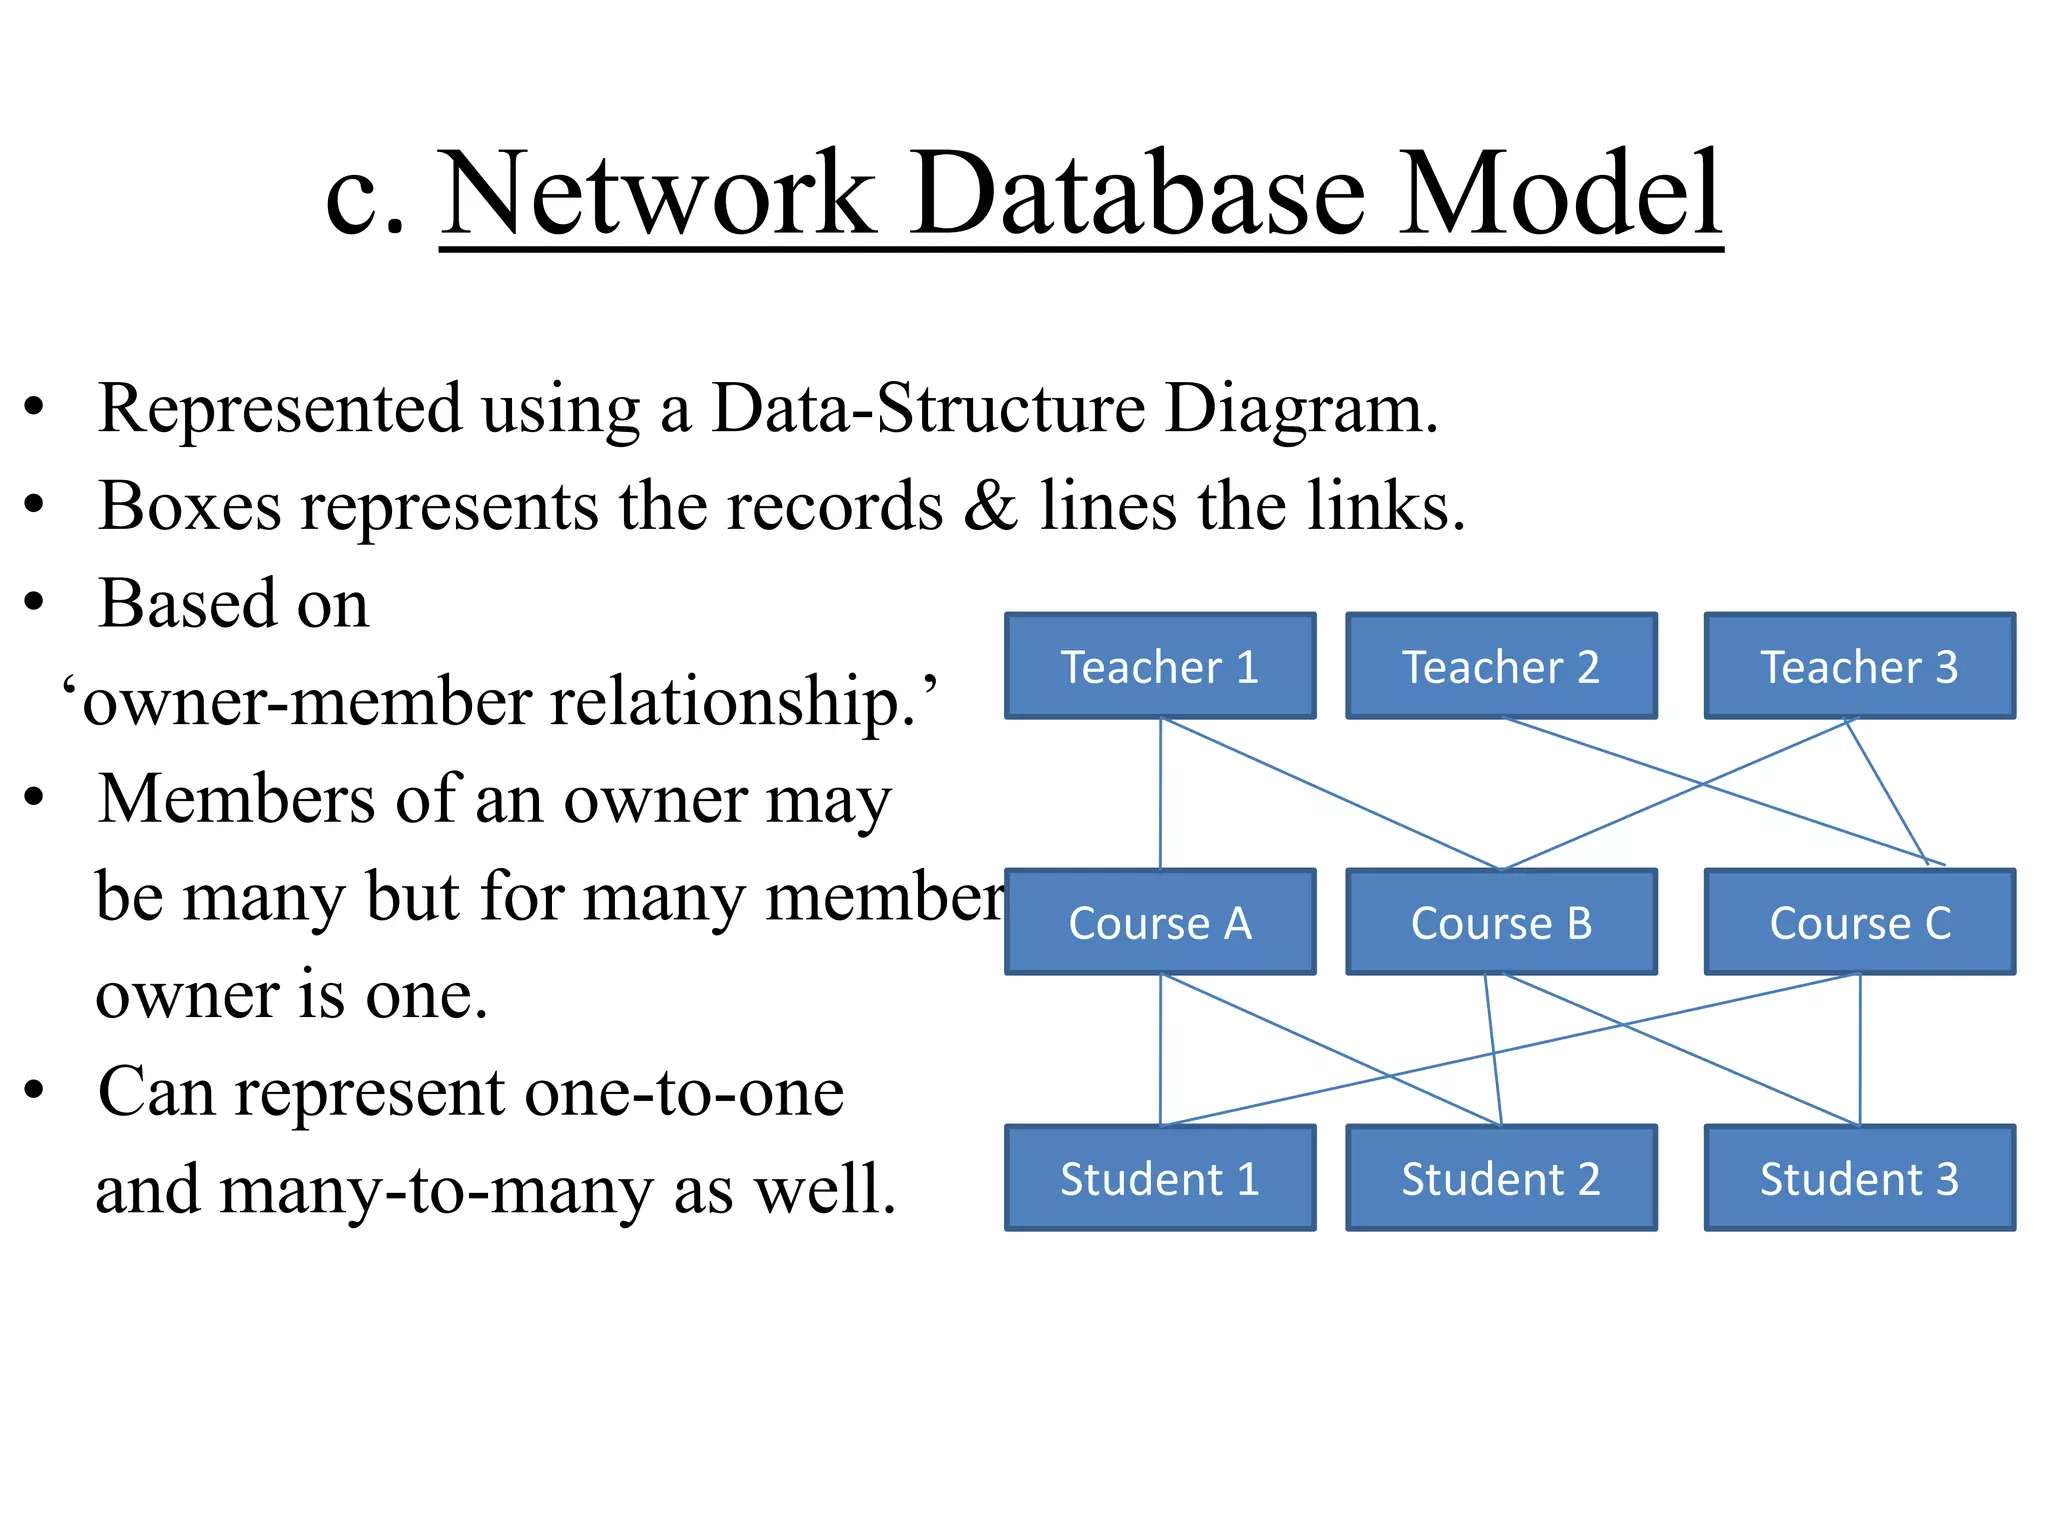 c. Network Database Model
• Represented using a Data-Structure Diagram.
• Boxes represents the records & lines the links.
• Based on
‘owner-member relationship.’
• Members of an owner may
be many but for many member
owner is one.
• Can represent one-to-one
and many-to-many as well.
Teacher 1
Teacher 2
Teacher 3
Course A
Course B
Course C
Student 1
Student 2
Student 3